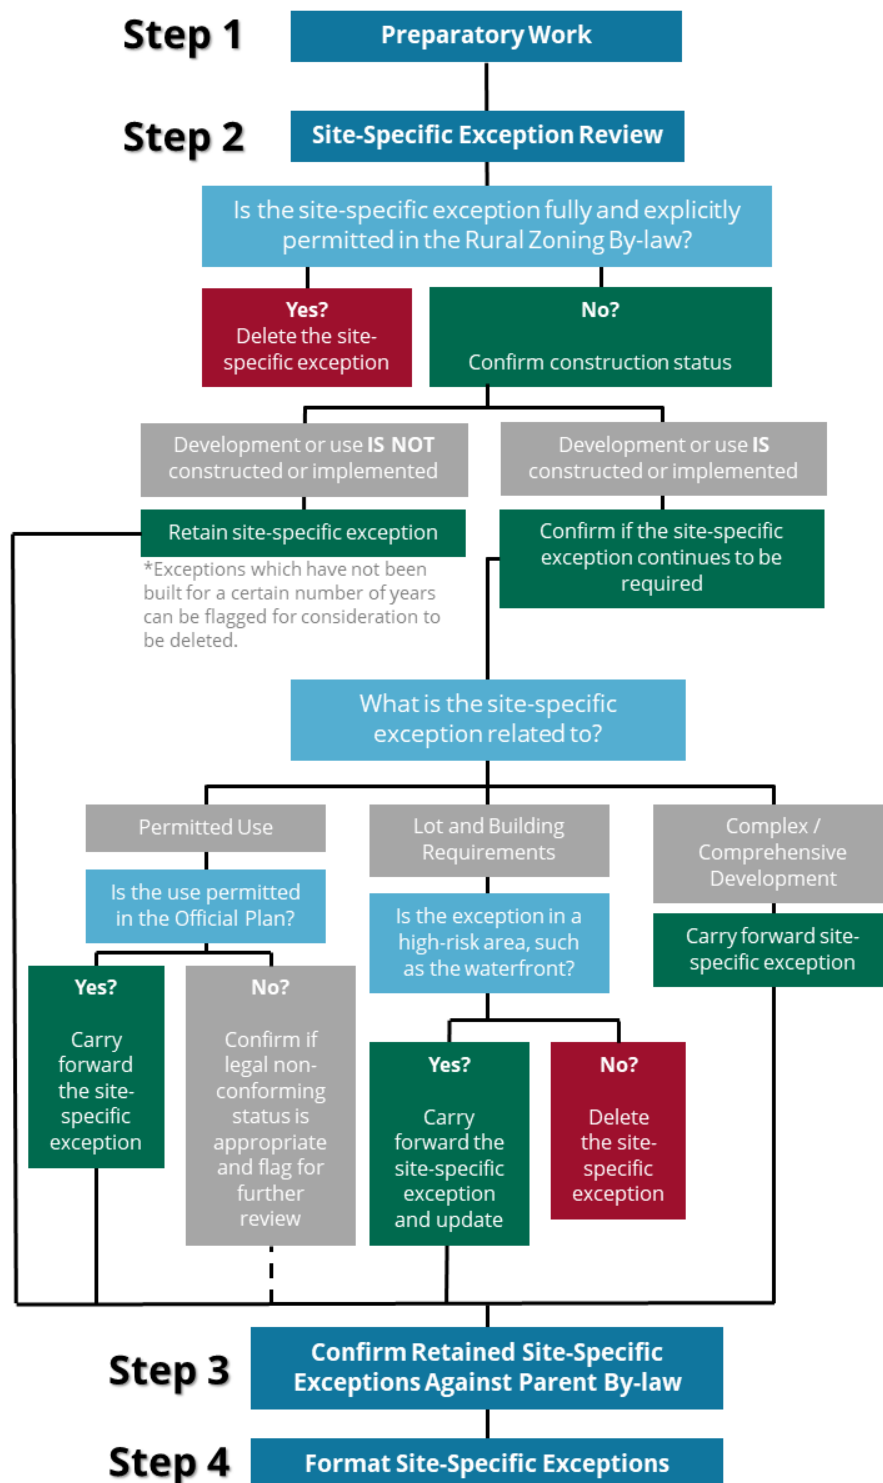 Step 1
Preparatory Work
Step 2
Site-Specific Exception Review
Is the site-specific exception fully and explicitly
permitted in the Rural Zoning By-law?
Yes?
Delete the site-
specific exception
No?
Confirm construction status
Development or use IS NOT
constructed or implemented
Development or use IS
constructed or implemented
Retain site-specific exception
*Exceptions which have not been
built for a certain number of years
can be flagged for consideration to
be deleted.
Confirm if the site-specific
exception continues to be
required
What is the site-specific
exception related to?
Permitted Use
Lot and Building
Requirements
Complex /
Comprehensive
Development
Is the use permitted
in the Official Plan?
Is the exception in a
high-risk area, such
as the waterfront?
Carry forward site-
specific exception
Yes?
Carry
forward
the site-
specific
exception
No?
Confirm if
legal non-
conforming
status is
appropriate
and flag for
further
review
Yes?
Carry
forward the
site-specific
exception
and update
No?
Delete
the site-
specific
exception
Step 3
Confirm Retained Site-Specific
Exceptions Against Parent By-law
Step 4
Format Site-Specific Exceptions